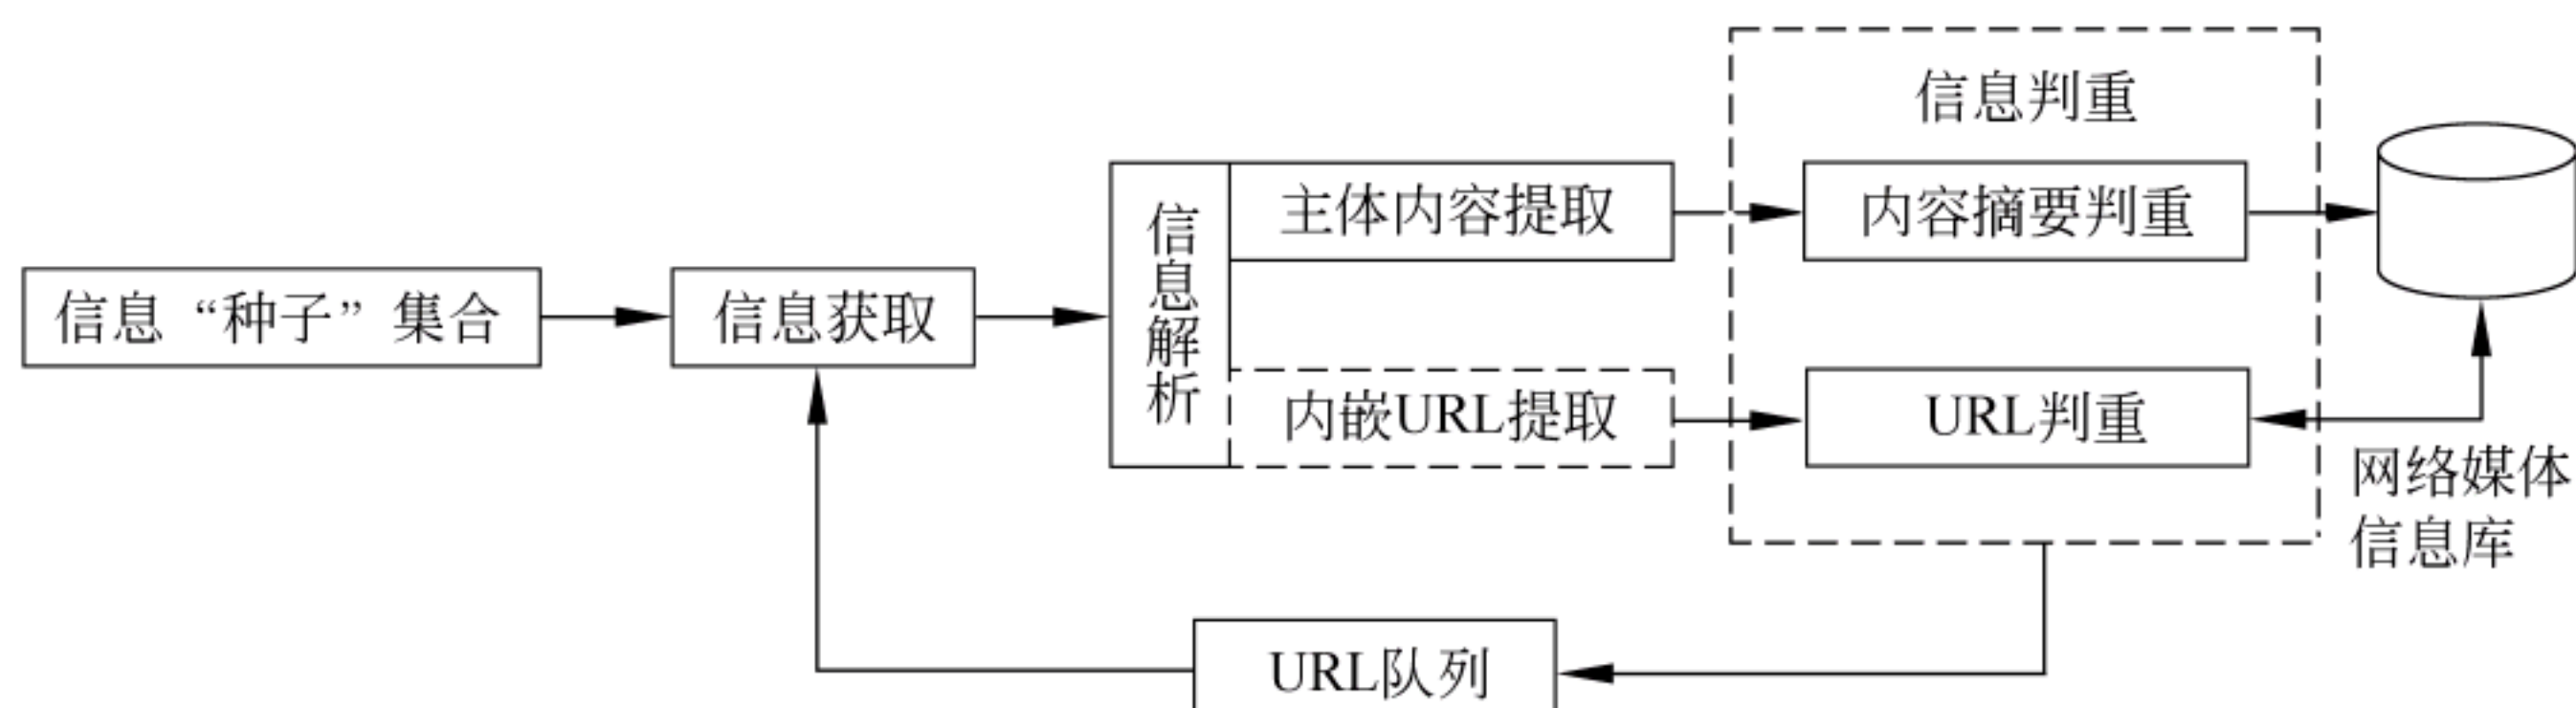 信息判重
主体内容提取
内容摘要判重
信息“种子”集合
信息获取
信息解析
内嵌URL提取
URL判重
网络媒体
信息库
URL队列